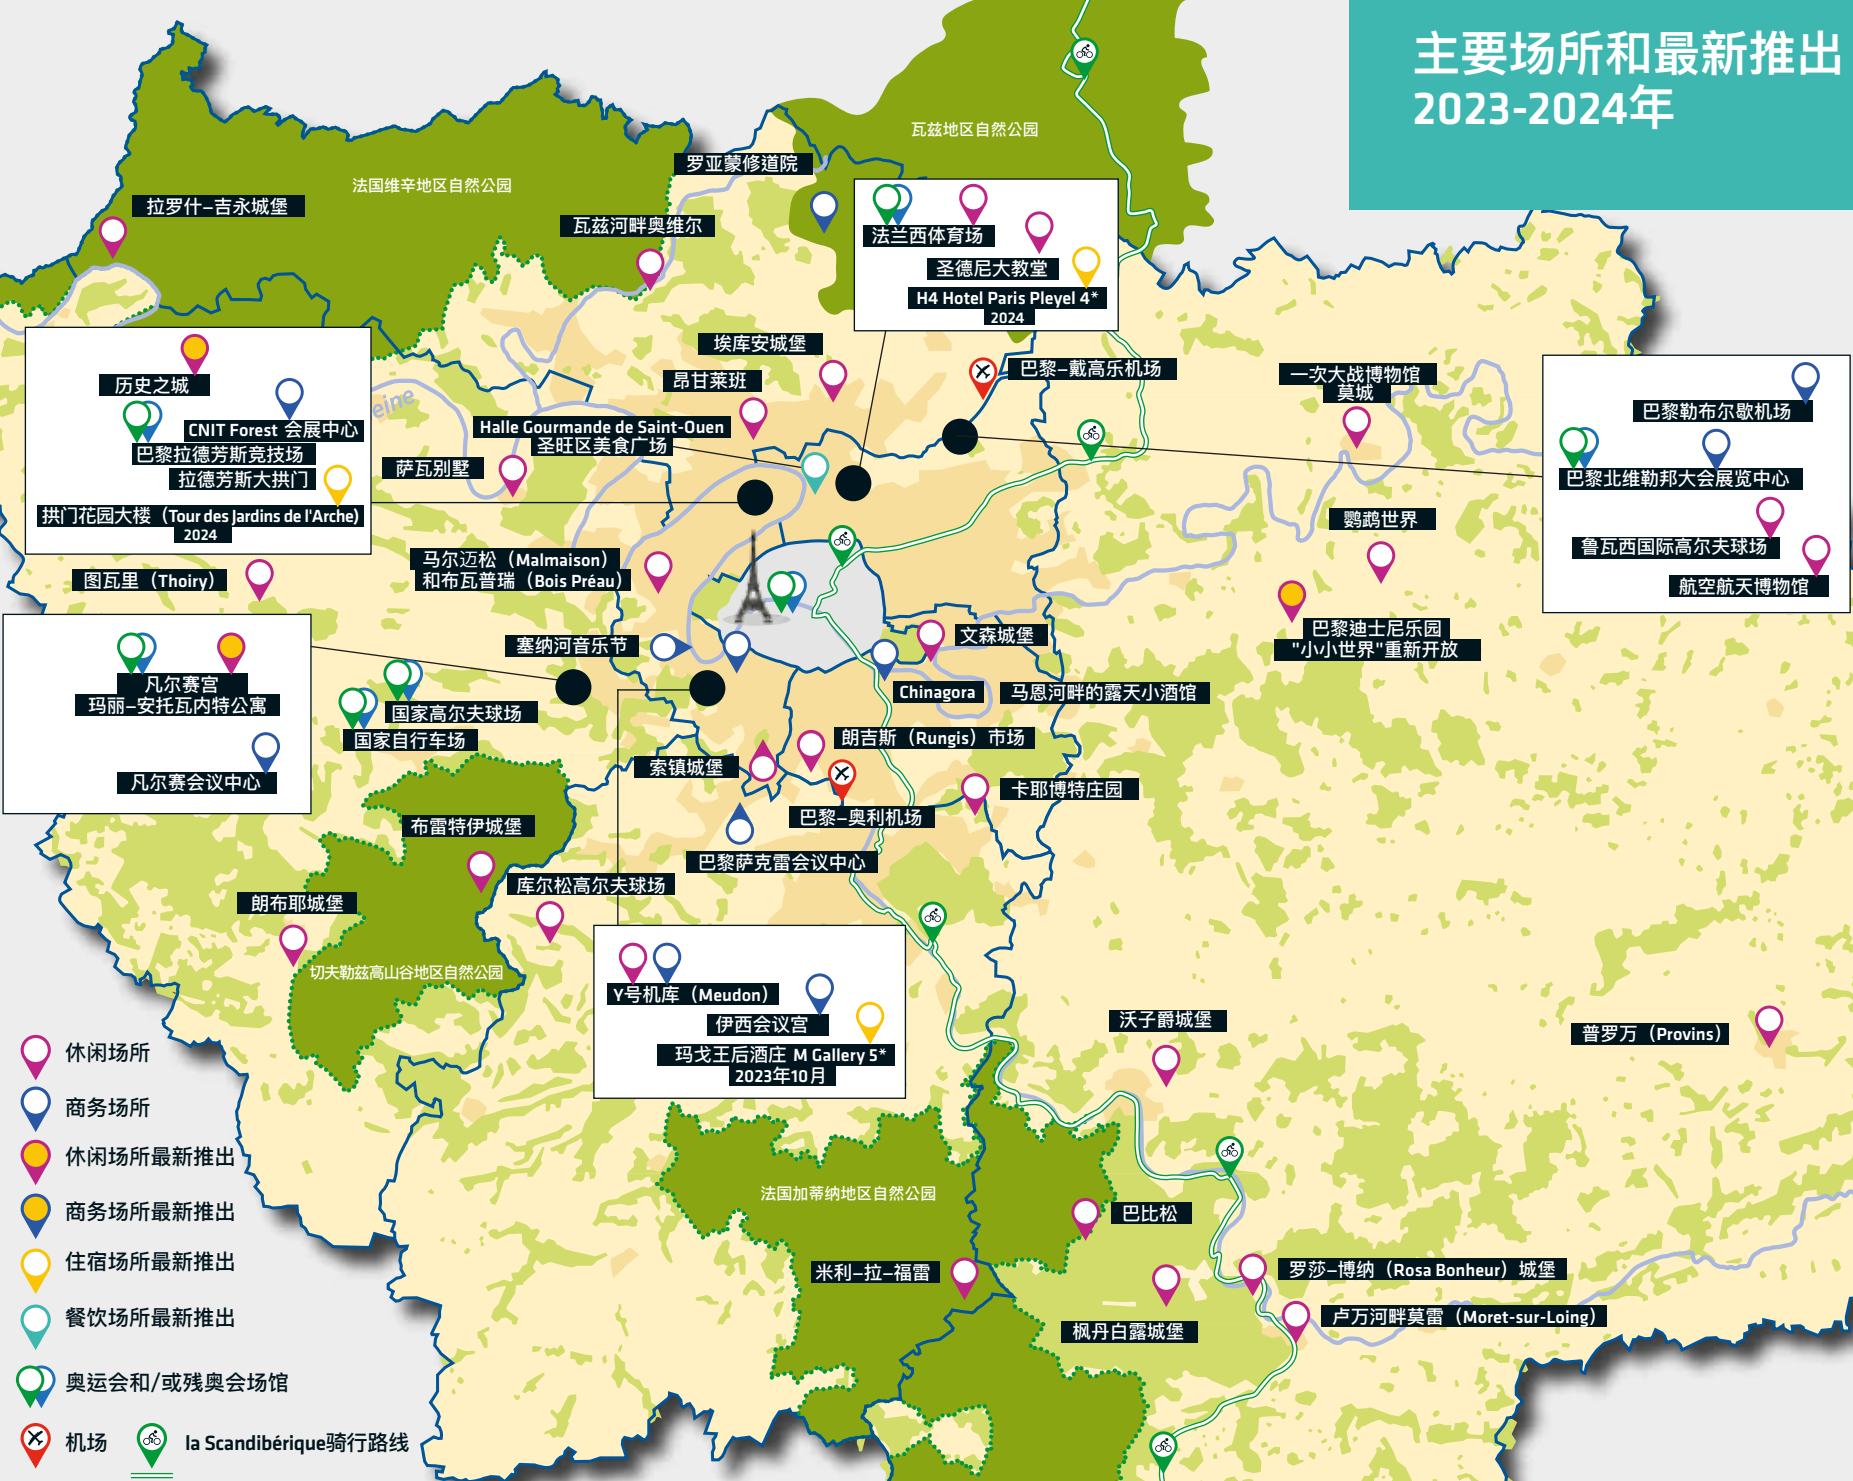 主要场所和最新推出
2023-2024年
瓦兹地区自然公园
法国维辛地区自然公园
罗亚蒙修道院
拉罗什–吉永城堡
瓦兹河畔奥维尔
法兰西体育场
圣德尼大教堂
H4 Hotel Paris Pleyel 4*
2024
埃库安城堡
昂甘莱班
巴黎–戴高乐机场
一次大战博物馆
莫城
历史之城
CNIT Forest 会展中心
巴黎拉德芳斯竞技场
拉德芳斯大拱门
拱门花园大楼（Tour des Jardins de l'Arche)
2024
eine
Halle Gourmande de Saint-Ouen
圣旺区美食广场
萨瓦别墅
巴黎勒布尔歇机场
巴黎北维勒邦大会展览中心
鲁瓦西国际高尔夫球场
航空航天博物馆
鹦鹉世界
马尔迈松（Malmaison）
和布瓦普瑞（Bois Préau）
图瓦里（Thoiry）
巴黎迪士尼乐园
"小小世界"重新开放
文森城堡
塞纳河音乐节
Chinagora
马恩河畔的露天小酒馆
凡尔赛宫
玛丽–安托瓦内特公寓
凡尔赛会议中心
国家高尔夫球场
国家自行车场
朗吉斯（Rungis）市场
索镇城堡
卡耶博特庄园
巴黎–奥利机场
布雷特伊城堡
巴黎萨克雷会议中心
库尔松高尔夫球场
朗布耶城堡
切夫勒兹高山谷地区自然公园
Y号机库（Meudon）
伊西会议宫
玛戈王后酒庄 M Gallery 5*
2023年10月
沃子爵城堡
普罗万（Provins）
法国加蒂纳地区自然公园
巴比松
米利–拉–福雷
罗莎–博纳（Rosa Bonheur）城堡
卢万河畔莫雷（Moret-sur-Loing）
枫丹白露城堡
休闲场所
商务场所
休闲场所最新推出
商务场所最新推出
住宿场所最新推出
餐饮场所最新推出
奥运会和/或残奥会场馆
机场
la Scandibérique骑行路线